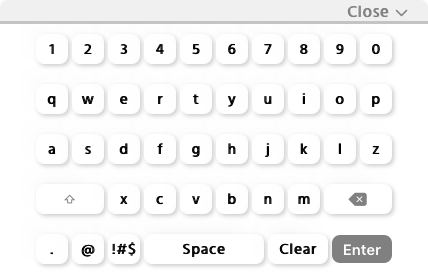 Close
1 2 3 4 5 6 7 8 9 0
q w e r t y u i o p
a s d f g h j k l z
x c v b n m
. @ !#$ Space Clear Enter